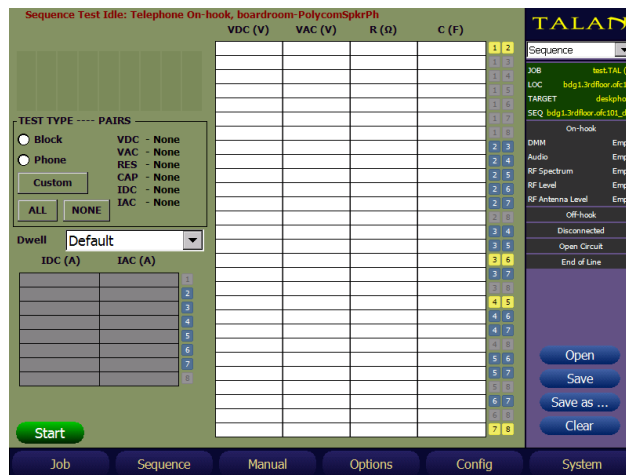 Sequence Test Idle: Telephone On-hook, boardroom-PolycomSpkrPh
VDC (V) VAC (V) R (Ω) C (F)
TALAN
Sequence
JOB test.TAL (
LOC bdg1.3rdfloor.ofc1
TARGET deskpho
SEQ bdg1.3rdfloor.ofc101_d
On-hook
DMM Emp
Audio Emp
RF Spectrum Emp
RF Level Emp
RF Antenna Level Emp
Off-hook
Disconnected
Open Circuit
End of Line
TEST TYPE ---- PAIRS
Block
Phone
Custom
ALL NONE
VDC - None
VAC - None
RES - None
CAP - None
IDC - None
IAC - None
Dwell Default
IDC (A) IAC (A)
1
2
3
4
5
6
7
8
1 2
1 3
1 4
1 5
1 6
1 7
1 8
2 3
2 4
2 5
2 6
2 7
2 8
3 4
3 5
3 6
3 7
3 8
4 5
4 6
4 7
4 8
5 6
5 7
5 8
6 7
6 8
7 8
Open
Save
Save as ...
Clear
Start
Job Sequence Manual Options Config System